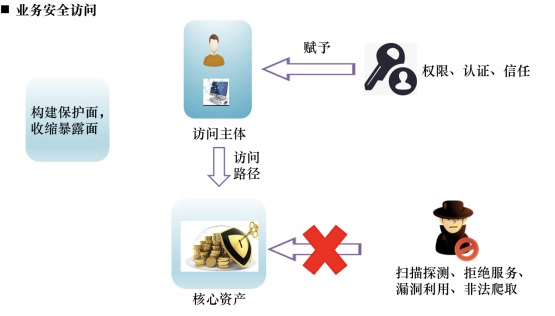 ■ 业务安全访问
构建保护面，
收缩暴露面
赋予
权限、认证、信任
访问主体
访问
路径
核心资产
扫描探测、拒绝服务、
漏洞利用、非法爬取